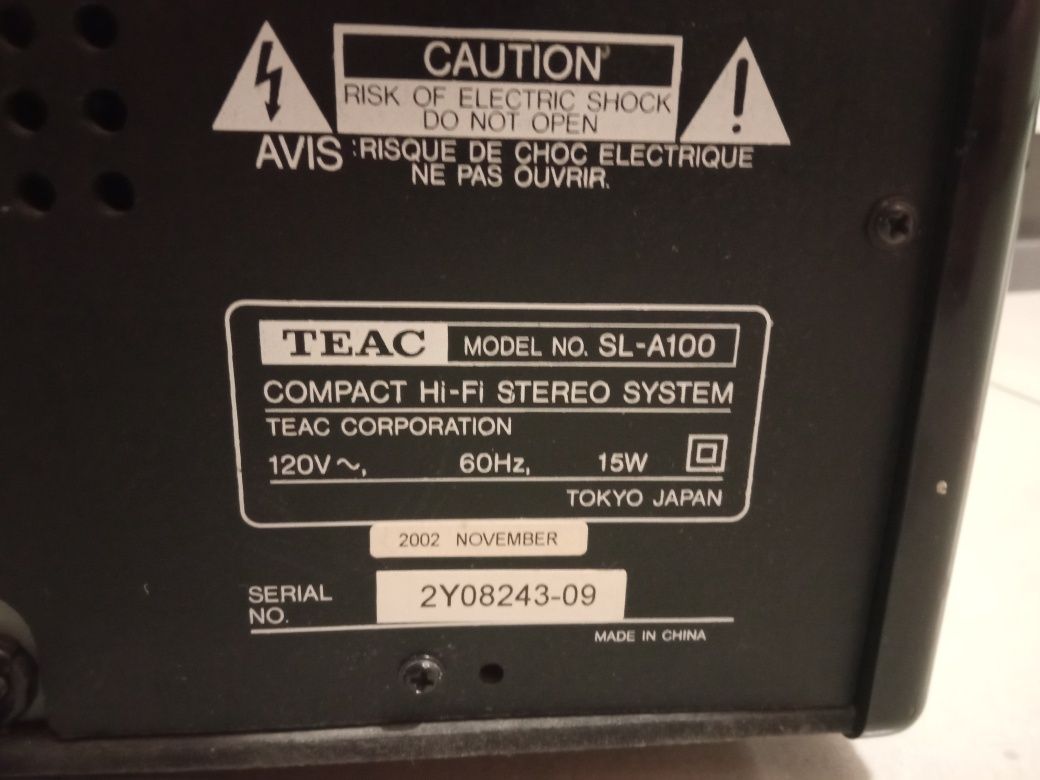 CAUTION
RISK OF ELECTRIC SHOCK
DO NOT OPEN
AVIS :RISQUE DE CHOC ELECTRIQUE
NE PAS OUVRIR.
TEAC MODEL NO. SL-A100
COMPACT Hi-Fi STEREO SYSTEM
TEAC CORPORATION
120V～, 60Hz, 15W
TOKYO JAPAN
2002 NOVEMBER
SERIAL NO. 2Y08243-09
MADE IN CHINA